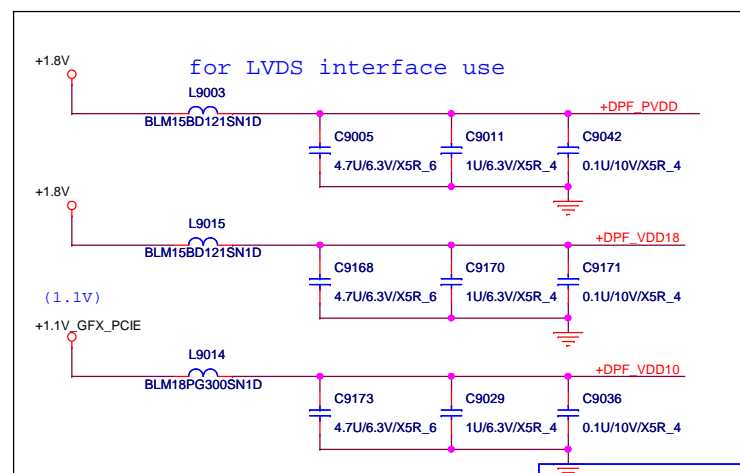 +1.8V
for LVDS interface use
L9003
BLM15BD121SN1D
+DPF_PVDD
C9005
C9011
C9042
4.7U/6.3V/X5R_6
1U/6.3V/X5R_4
0.1U/10V/X5R_4
+1.8V
L9015
BLM15BD121SN1D
+DPF_VDD18
C9168
C9170
C9171
4.7U/6.3V/X5R_6
1U/6.3V/X5R_4
0.1U/10V/X5R_4
(1.1V)
+1.1V_GFX_PCIE
L9014
BLM18PG300SN1D
+DPF_VDD10
C9173
C9029
C9036
4.7U/6.3V/X5R_6
1U/6.3V/X5R_4
0.1U/10V/X5R_4